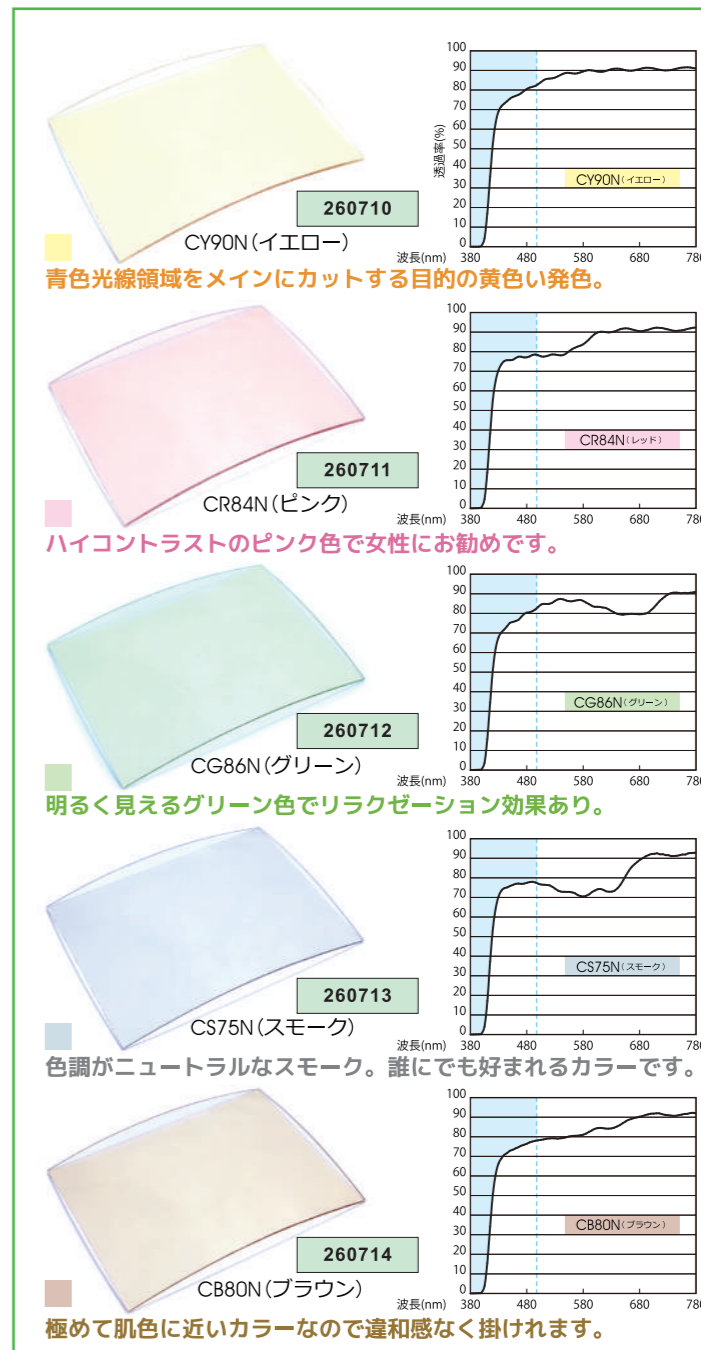 100
90
80
70
60
50
40
30
20
10
0
透過率(%)
CY90N(イエロー)
波長(nm) 380 480 580 680 780
260710
CY90N(イエロー)
青色光線領域をメインにカットする目的の黄色い発色。
100
90
80
70
60
50
40
30
20
10
0
CR84N(レッド)
波長(nm) 380 480 580 680 780
260711
CR84N(ピンク)
ハイコントラストのピンク色で女性にお勧めです。
100
90
80
70
60
50
40
30
20
10
0
CG86N(グリーン)
波長(nm) 380 480 580 680 780
260712
CG86N(グリーン)
明るく見えるグリーン色でリラクゼーション効果あり。
100
90
80
70
60
50
40
30
20
10
0
CS75N(スモーク)
波長(nm) 380 480 580 680 780
260713
CS75N(スモーク)
色調がニュートラルなスモーク。誰にでも好まれるカラーです。
100
90
80
70
60
50
40
30
20
10
0
CB80N(ブラウン)
波長(nm) 380 480 580 680 780
260714
CB80N(ブラウン)
極めて肌色に近いカラーなので違和感なく掛けれます。